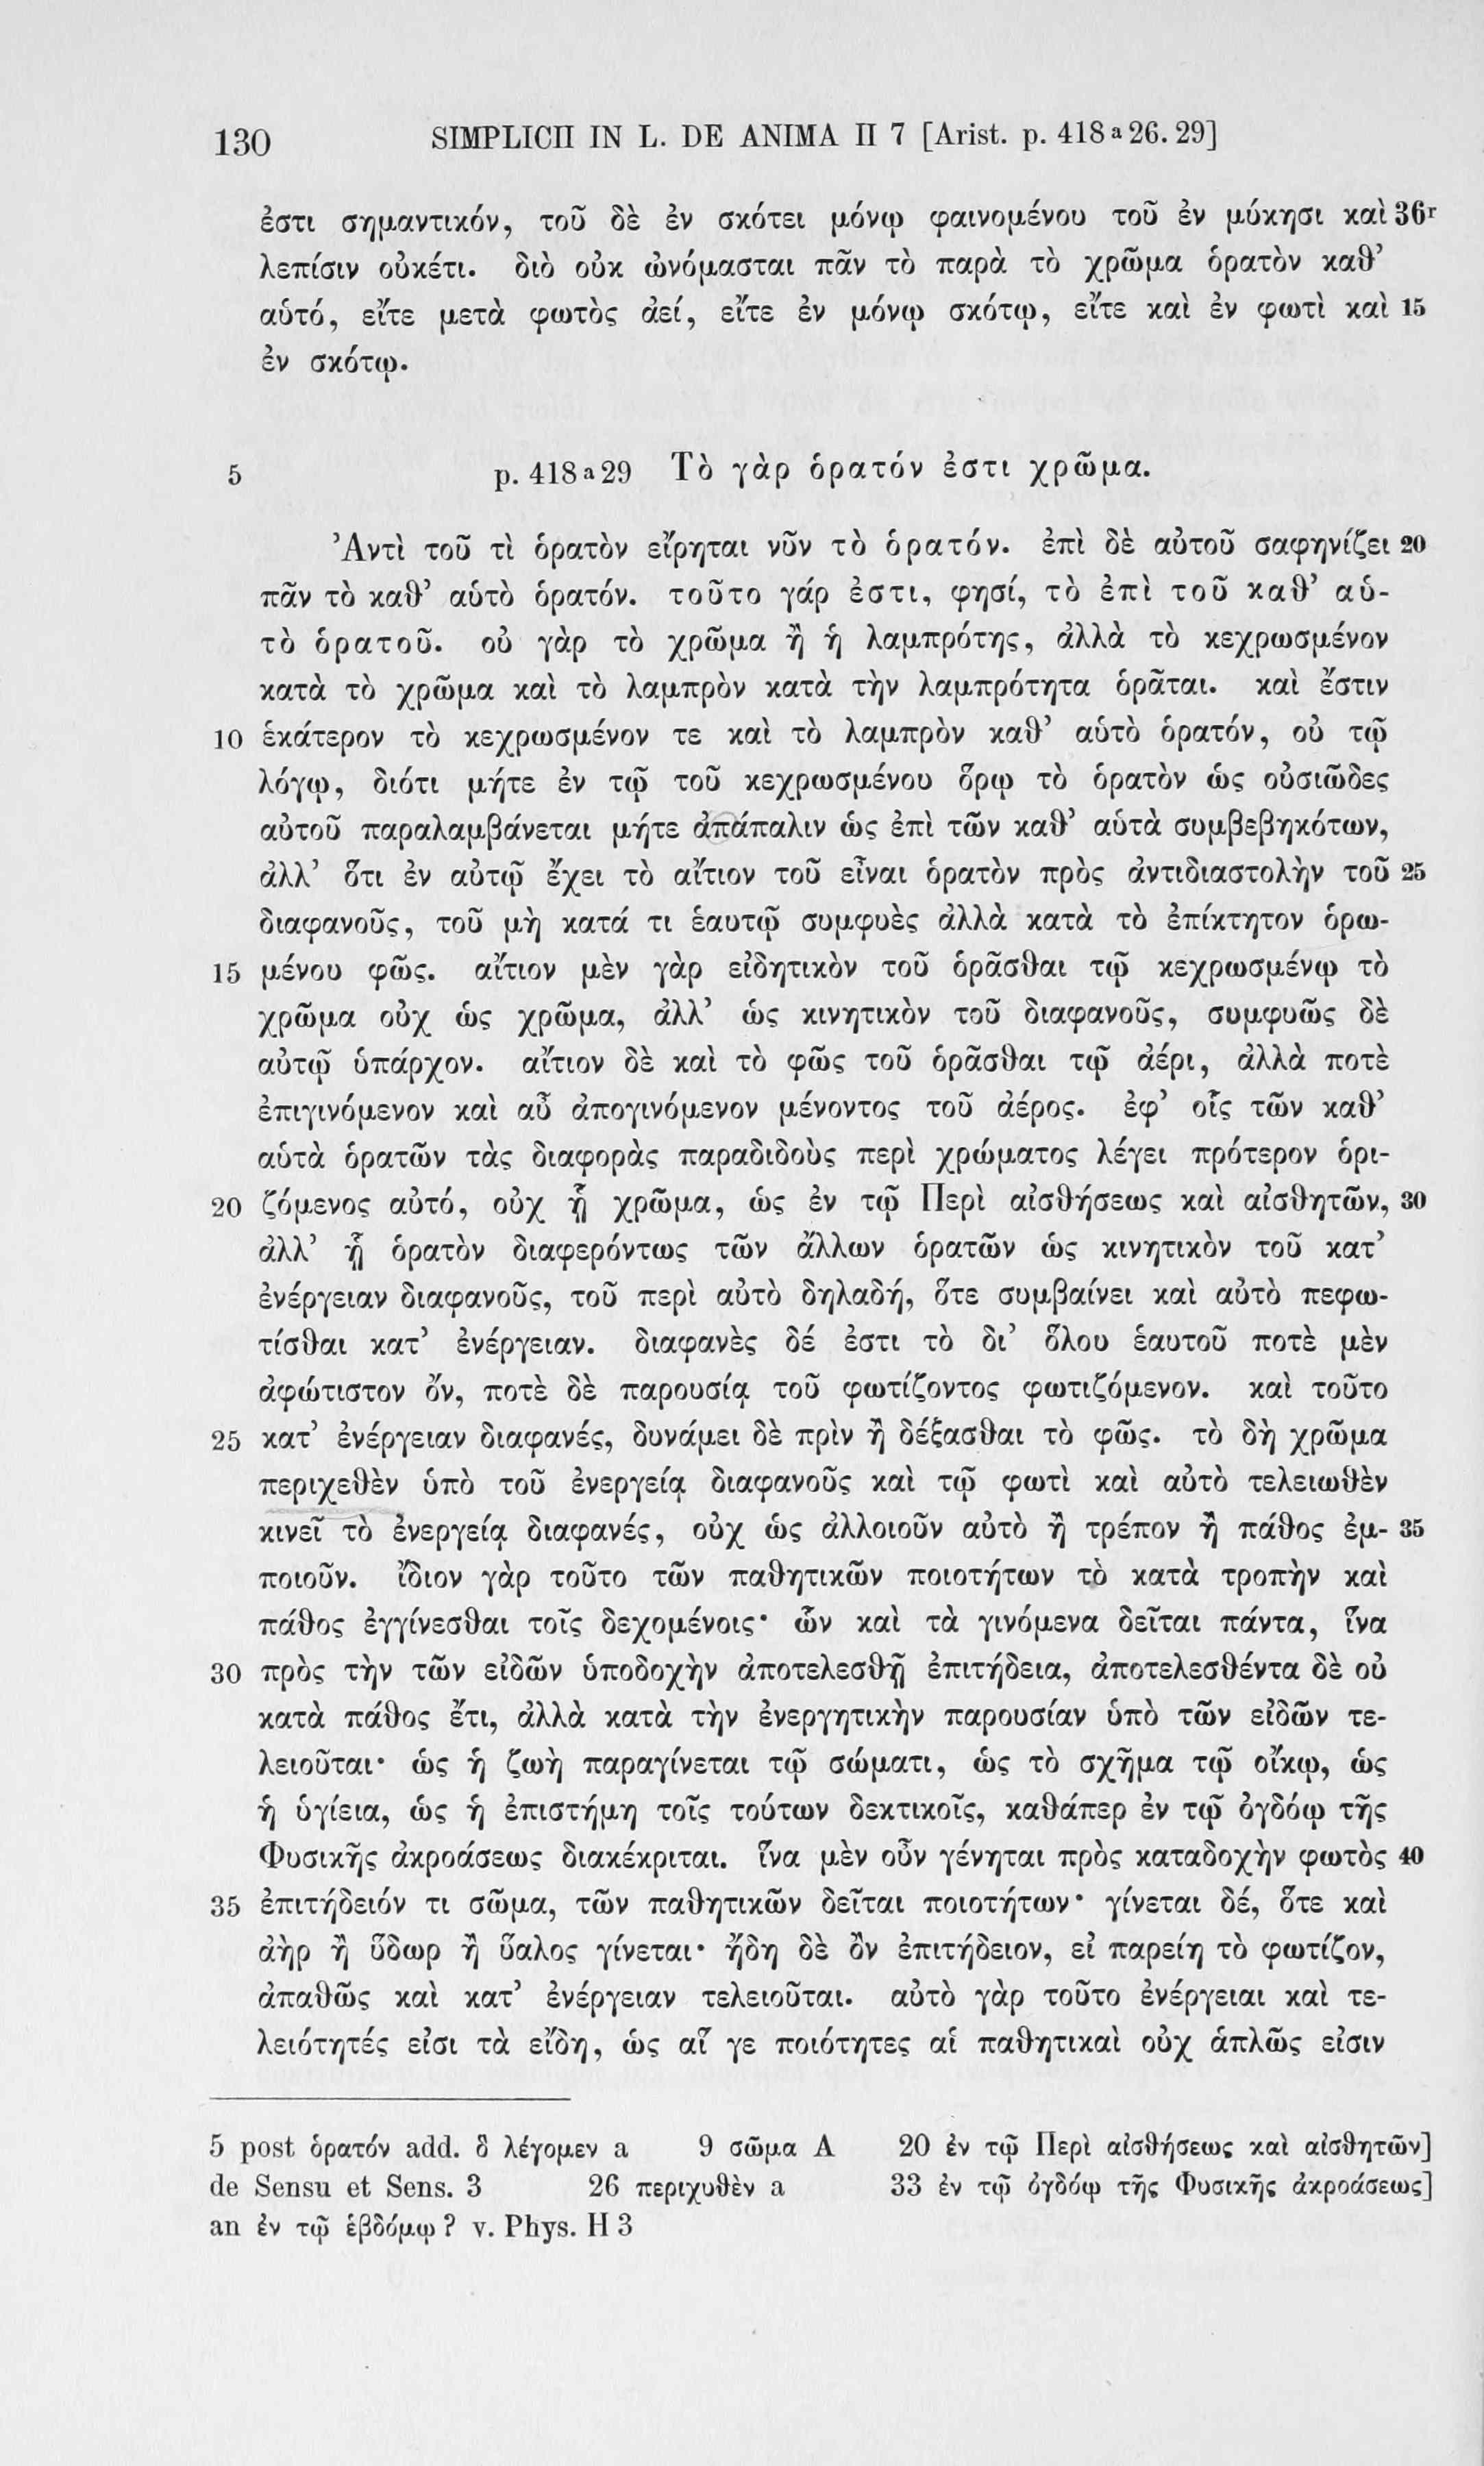 130 SIMPLICII IN L. DE ANIMA II 7 [Arist. p. 418 a 26. 29]
ἐστι σημαντικόν, τοῦ δὲ ἐν σκότει μόνῳ φαινομένου τοῦ ἐν μύκησι καὶ 36r
λεπίσιν οὐκέτι. διὸ οὐκ ὠνόμασται πᾶν τὸ παρὰ τὸ χρῶμα ὁρατὸν καθ’
αὑτό, εἴτε μετὰ φωτὸς ἀεί, εἴτε ἐν μόνῳ σκότῳ, εἴτε καὶ ἐν φωτὶ καὶ 15
ἐν σκότῳ.
5 p. 418 a 29 Τὸ γὰρ ὁρατόν ἐστι χρῶμα.
Ἀντὶ τοῦ τὶ ὁρατὸν εἴρηται νῦν τὸ ὁρατόν. ἐπὶ δὲ αὐτοῦ σαφηνίζει 20
πᾶν τὸ καθ’ αὑτὸ ὁρατόν. τοῦτο γάρ ἐστι, φησί, τὸ ἐπὶ τοῦ καθ’ αὑ-
τὸ ὁρατοῦ. οὐ γὰρ τὸ χρῶμα ἢ ἡ λαμπρότης, ἀλλὰ τὸ κεχρωσμένον
κατὰ τὸ χρῶμα καὶ τὸ λαμπρὸν κατὰ τὴν λαμπρότητα ὁρᾶται. καὶ ἔστιν
10 ἑκάτερον τὸ κεχρωσμένον τε καὶ τὸ λαμπρὸν καθ’ αὑτὸ ὁρατόν, οὐ τῷ
λόγῳ, διότι μήτε ἐν τῷ τοῦ κεχρωσμένου ὅρῳ τὸ ὁρατὸν ὡς οὐσιῶδες
αὐτοῦ παραλαμβάνεται μήτε ἀπάπαλιν ὡς ἐπὶ τῶν καθ’ αὑτὰ συμβεβηκότων,
ἀλλ’ ὅτι ἐν αὐτῷ ἔχει τὸ αἴτιον τοῦ εἶναι ὁρατὸν πρὸς ἀντιδιαστολὴν τοῦ 25
διαφανοῦς, τοῦ μὴ κατά τι ἑαυτῷ συμφυὲς ἀλλὰ κατὰ τὸ ἐπίκτητον ὁρω-
15 μένου φῶς. αἴτιον μὲν γὰρ εἰδητικὸν τοῦ ὁρᾶσθαι τῷ κεχρωσμένῳ τὸ
χρῶμα οὐχ ὡς χρῶμα, ἀλλ’ ὡς κινητικὸν τοῦ διαφανοῦς, συμφυῶς δὲ
αὐτῷ ὑπάρχον. αἴτιον δὲ καὶ τὸ φῶς τοῦ ὁρᾶσθαι τῷ ἀέρι, ἀλλὰ ποτὲ
ἐπιγινόμενον καὶ αὖ ἀπογινόμενον μένοντος τοῦ ἀέρος. ἐφ’ οἷς τῶν καθ’
αὑτὰ ὁρατῶν τὰς διαφορὰς παραδιδοὺς περὶ χρώματος λέγει πρότερον ὁρι-
20 ζόμενος αὐτό, οὐχ ᾗ χρῶμα, ὡς ἐν τῷ Περὶ αἰσθήσεως καὶ αἰσθητῶν, 30
ἀλλ’ ᾗ ὁρατὸν διαφερόντως τῶν ἄλλων ὁρατῶν ὡς κινητικὸν τοῦ κατ’
ἐνέργειαν διαφανοῦς, τοῦ περὶ αὐτὸ δηλαδή, ὅτε συμβαίνει καὶ αὐτὸ πεφω-
τίσθαι κατ’ ἐνέργειαν. διαφανὲς δέ ἐστι τὸ δι’ ὅλου ἑαυτοῦ ποτὲ μὲν
ἀφώτιστον ὄν, ποτὲ δὲ παρουσίᾳ τοῦ φωτίζοντος φωτιζόμενον. καὶ τοῦτο
25 κατ’ ἐνέργειαν διαφανές, δυνάμει δὲ πρὶν ἢ δέξασθαι τὸ φῶς. τὸ δὴ χρῶμα
περιχεθὲν ὑπὸ τοῦ ἐνεργείᾳ διαφανοῦς καὶ τῷ φωτὶ καὶ αὐτὸ τελειωθὲν
κινεῖ τὸ ἐνεργείᾳ διαφανές, οὐχ ὡς ἀλλοιοῦν αὐτὸ ἢ τρέπον ἢ πάθος ἐμ- 35
ποιοῦν. ἴδιον γὰρ τοῦτο τῶν παθητικῶν ποιοτήτων τὸ κατὰ τροπὴν καὶ
πάθος ἐγγίνεσθαι τοῖς δεχομένοις· ὧν καὶ τὰ γινόμενα δεῖται πάντα, ἵνα
30 πρὸς τὴν τῶν εἰδῶν ὑποδοχὴν ἀποτελεσθῇ ἐπιτήδεια, ἀποτελεσθέντα δὲ οὐ
κατὰ πάθος ἔτι, ἀλλὰ κατὰ τὴν ἐνεργητικὴν παρουσίαν ὑπὸ τῶν εἰδῶν τε-
λειοῦται· ὡς ἡ ζωὴ παραγίνεται τῷ σώματι, ὡς τὸ σχῆμα τῷ οἴκῳ, ὡς
ἡ ὑγίεια, ὡς ἡ ἐπιστήμη τοῖς τούτων δεκτικοῖς, καθάπερ ἐν τῷ ὀγδόῳ τῆς
Φυσικῆς ἀκροάσεως διακέκριται. ἵνα μὲν οὖν γένηται πρὸς καταδοχὴν φωτὸς 40
35 ἐπιτήδειόν τι σῶμα, τῶν παθητικῶν δεῖται ποιοτήτων· γίνεται δέ, ὅτε καὶ
ἀὴρ ἢ ὕδωρ ἢ ὕαλος γίνεται· ἤδη δὲ ὂν ἐπιτήδειον, εἰ παρείη τὸ φωτίζον,
ἀπαθῶς καὶ κατ’ ἐνέργειαν τελειοῦται. αὐτὸ γὰρ τοῦτο ἐνέργειαι καὶ τε-
λειότητές εἰσι τὰ εἴδη, ὡς αἵ γε ποιότητες αἱ παθητικαὶ οὐχ ἁπλῶς εἰσιν
5 post ὁρατόν add. ὃ λέγομεν a 9 σῶμα A 20 ἐν τῷ Περὶ αἰσθήσεως καὶ αἰσθητῶν]
de Sensu et Sens. 3 26 περιχυθὲν a 33 ἐν τῷ ὀγδόῳ τῆς Φυσικῆς ἀκροάσεως]
an ἐν τῷ ἑβδόμῳ? v. Phys. H 3